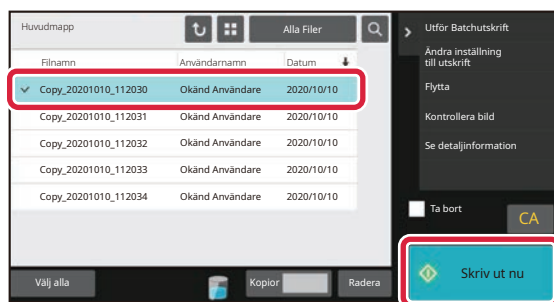 Huvudmapp
Alla Filer
Filnamn Användarnamn Datum
Copy_20201010_112030 Okänd Användare 2020/10/10
Copy_20201010_112031 Okänd Användare 2020/10/10
Copy_20201010_112032 Okänd Användare 2020/10/10
Copy_20201010_112033 Okänd Användare 2020/10/10
Copy_20201010_112034 Okänd Användare 2020/10/10
Välj alla
Kopior
Radera
Utför Batchutskrift
Ändra inställning
till utskrift
Flytta
Kontrollera bild
Se detaljinformation
Ta bort
CA
Skriv ut nu